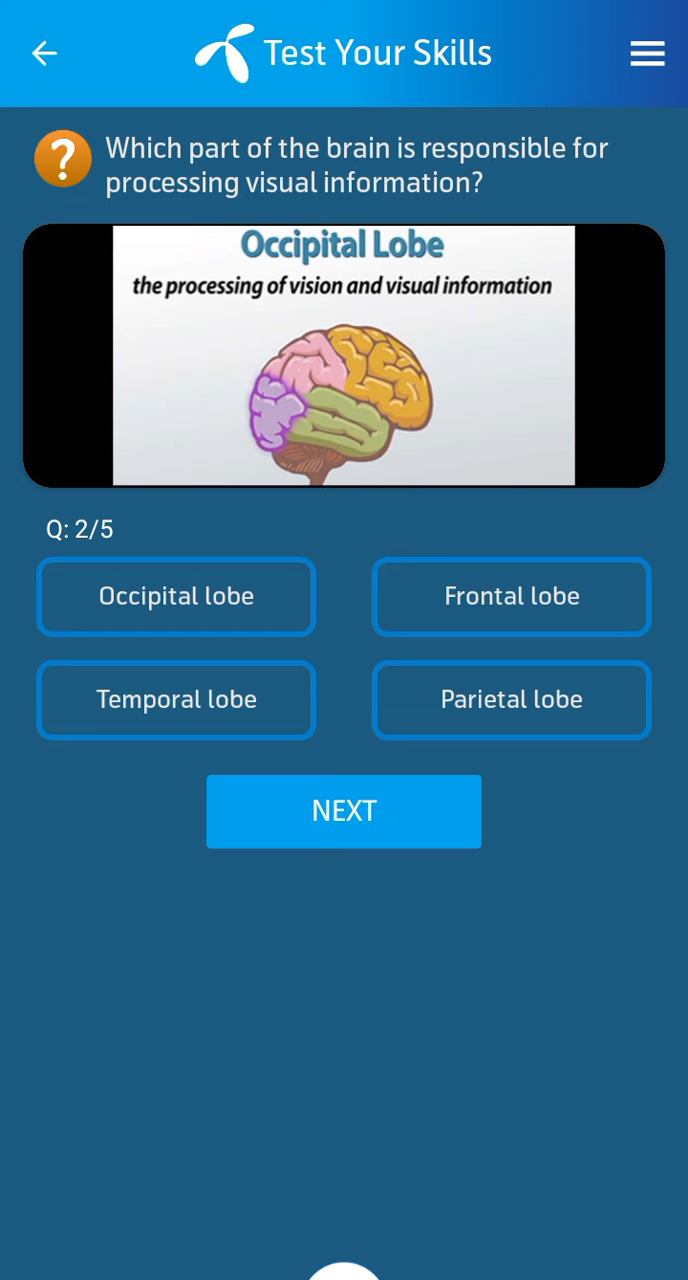 Test Your Skills
?
Which part of the brain is responsible for
processing visual information?
Occipital Lobe
the processing of vision and visual information
Q: 2/5
Occipital lobe
Frontal lobe
Temporal lobe
Parietal lobe
NEXT